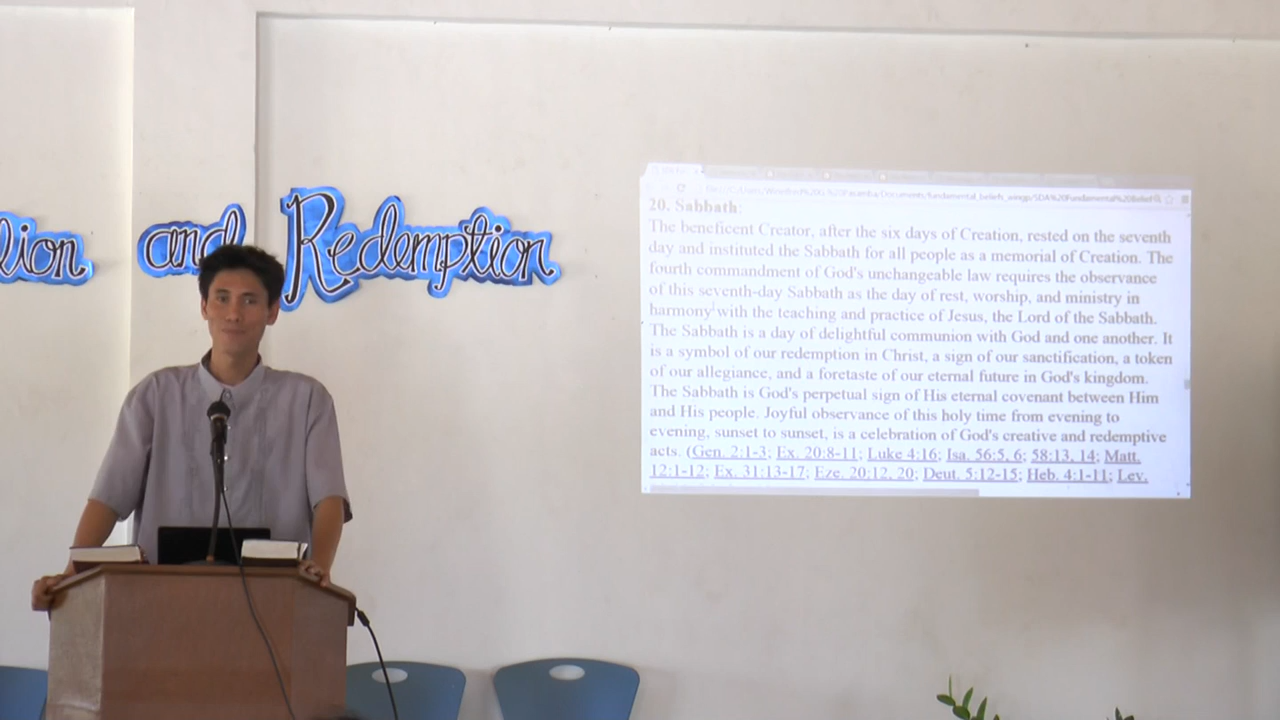 lion and Redemption
20. Sabbath:
The beneficent Creator, after the six days of Creation, rested on the seventh
day and instituted the Sabbath for all people as a memorial of Creation. The
fourth commandment of God's unchangeable law requires the observance
of this seventh-day Sabbath as the day of rest, worship, and ministry in
harmony with the teaching and practice of Jesus, the Lord of the Sabbath.
The Sabbath is a day of delightful communion with God and one another. It
is a symbol of our redemption in Christ, a sign of our sanctification, a token
of our allegiance, and a foretaste of our eternal future in God's kingdom.
The Sabbath is God's perpetual sign of His eternal covenant between Him
and His people. Joyful observance of this holy time from evening to
evening, sunset to sunset, is a celebration of God's creative and redemptive
acts. (Gen. 2:1-3; Ex. 20:8-11; Luke 4:16; Isa. 56:5, 6; 58:13, 14; Matt.
12:1-12; Ex. 31:13-17; Eze. 20:12, 20; Deut. 5:12-15; Heb. 4:1-11; Lev.